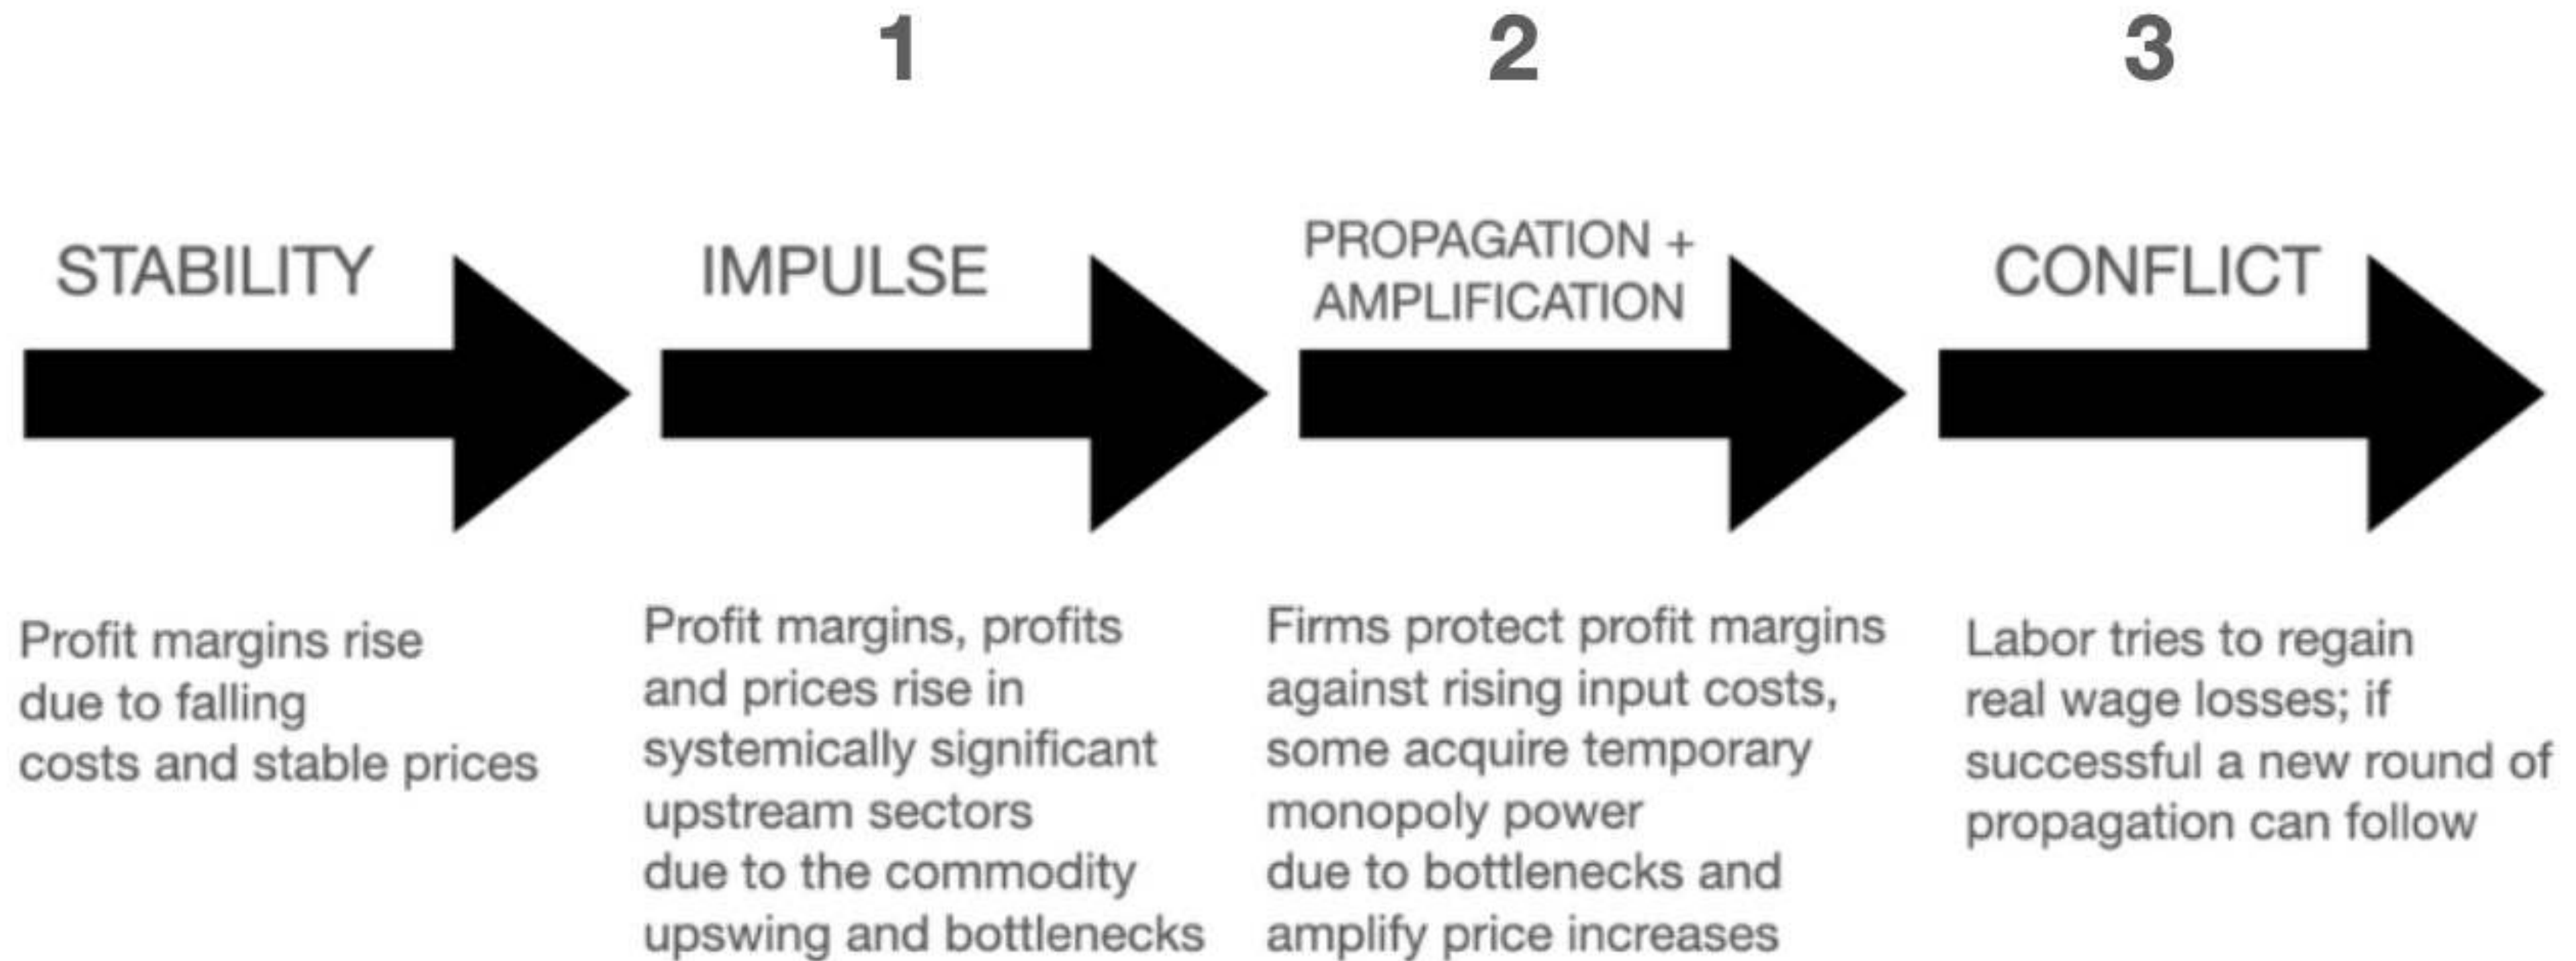 1
2
3
STABILITY
IMPULSE
PROPAGATION +
AMPLIFICATION
CONFLICT
Profit margins rise
due to falling
costs and stable prices
Profit margins, profits
and prices rise in
systemically significant
upstream sectors
due to the commodity
upswing and bottlenecks
Firms protect profit margins
against rising input costs,
some acquire temporary
monopoly power
due to bottlenecks and
amplify price increases
Labor tries to regain
real wage losses; if
successful a new round of
propagation can follow